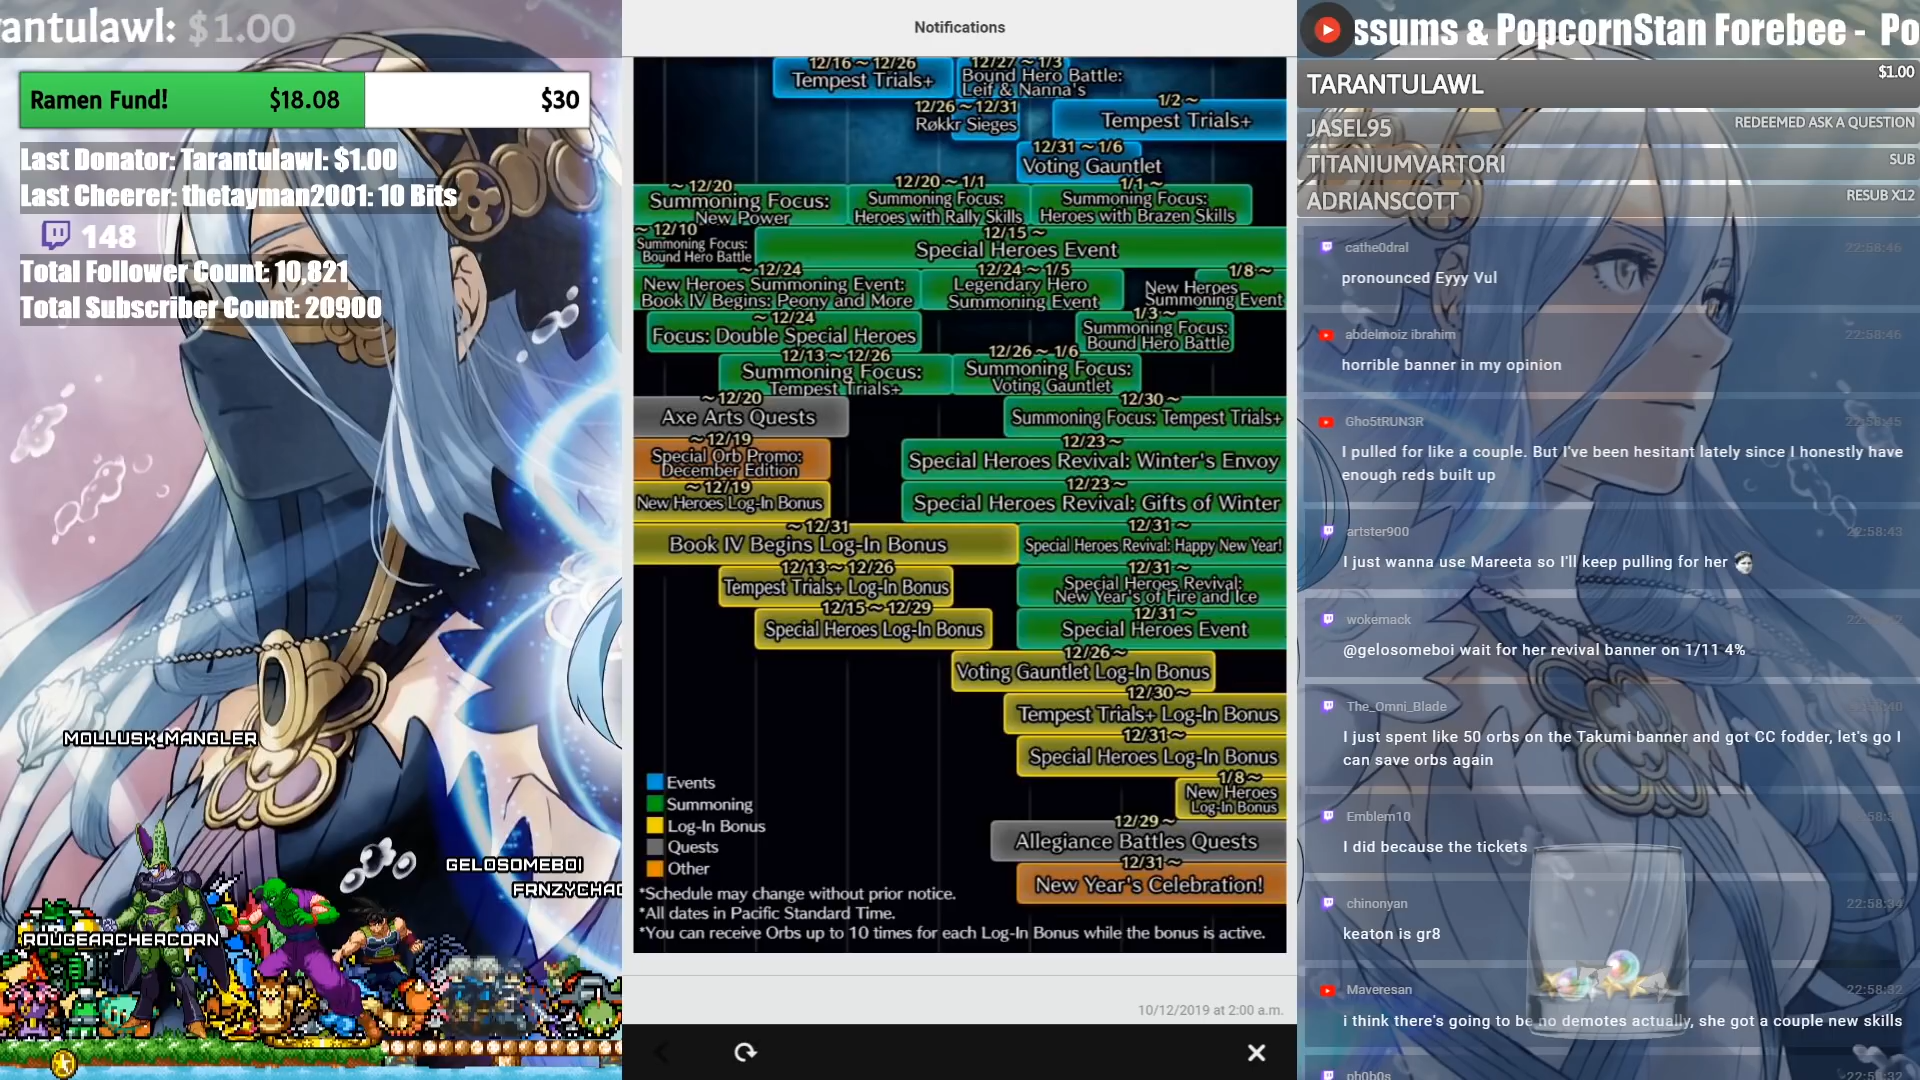 rantulawl: $1.00
Ramen Fund! $18.08 $30
Last Donator: Tarantulawl: $1.00
Last Cheerer: thetayman2001: 10 Bits
148
Total Follower Count: 10,821
Total Subscriber Count: 20900
MOLLUSK_MANGLER
GELOSOMEBOI
FRNZYCHAO
ROUGEARCHERCORN
Notifications
12/16 ~ 12/26
Tempest Trials+
12/27 ~ 1/3
Bound Hero Battle:
Leif & Nanna's
12/26 ~ 12/31
Røkkr Sieges
1/2 ~
Tempest Trials+
12/31 ~ 1/6
Voting Gauntlet
~ 12/20
Summoning Focus:
New Power
12/20 ~ 1/1
Summoning Focus:
Heroes with Rally Skills
1/1 ~
Summoning Focus:
Heroes with Brazen Skills
~ 12/10
Summoning Focus:
Bound Hero Battle
12/15 ~
Special Heroes Event
~ 12/24
New Heroes Summoning Event:
Book IV Begins: Peony and More
12/24 ~ 1/5
Legendary Hero
Summoning Event
1/8 ~
New Heroes
Summoning Event
~ 12/24
Focus: Double Special Heroes
1/3 ~
Summoning Focus:
Bound Hero Battle
12/13 ~ 12/26
Summoning Focus:
Tempest Trials+
12/26 ~ 1/6
Summoning Focus:
Voting Gauntlet
~ 12/20
Axe Arts Quests
12/30 ~
Summoning Focus: Tempest Trials+
~ 12/19
Special Orb Promo:
December Edition
12/23 ~
Special Heroes Revival: Winter's Envoy
~ 12/19
New Heroes Log-In Bonus
12/23 ~
Special Heroes Revival: Gifts of Winter
~ 12/31
Book IV Begins Log-In Bonus
12/31 ~
Special Heroes Revival: Happy New Year!
12/13 ~ 12/26
Tempest Trials+ Log-In Bonus
12/31 ~
Special Heroes Revival:
New Year's of Fire and Ice
12/15 ~ 12/29
Special Heroes Log-In Bonus
12/31 ~
Special Heroes Event
12/26 ~
Voting Gauntlet Log-In Bonus
12/30 ~
Tempest Trials+ Log-In Bonus
12/31 ~
Special Heroes Log-In Bonus
1/8 ~
New Heroes
Log-In Bonus
12/29 ~
Allegiance Battles Quests
12/31 ~
New Year's Celebration!
Events
Summoning
Log-In Bonus
Quests
Other
*Schedule may change without prior notice.
*All dates in Pacific Standard Time.
*You can receive Orbs up to 10 times for each Log-In Bonus while the bonus is active.
10/12/2019 at 2:00 a.m.
ssums & PopcornStan Forebee - Po
TARANTULAWL $1.00
JASEL95 REDEEMED ASK A QUESTION
TITANIUMVARTORI SUB
ADRIANSCOTT RESUB X12
cathe0dral 22:58:46
pronounced Eyyy Vul
abdelmoiz ibrahim 22:58:46
horrible banner in my opinion
Gho5tRUN3R 22:58:45
I pulled for like a couple. But I've been hesitant lately since I honestly have
enough reds built up
artster900 22:58:43
I just wanna use Mareeta so I'll keep pulling for her
wokemack
@gelosomeboi wait for her revival banner on 1/11 4%
The_Omni_Blade
I just spent like 50 orbs on the Takumi banner and got CC fodder, let's go I
can save orbs again
Emblem10
I did because the tickets
chinonyan 22:58:34
keaton is gr8
Maveresan 22:58:32
i think there's going to be no demotes actually, she got a couple new skills
ph0b0s 22:58:32